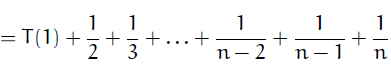 = T(1) + 1/2 + 1/3 + ... + 1/(n − 2) + 1/(n − 1) + 1/n